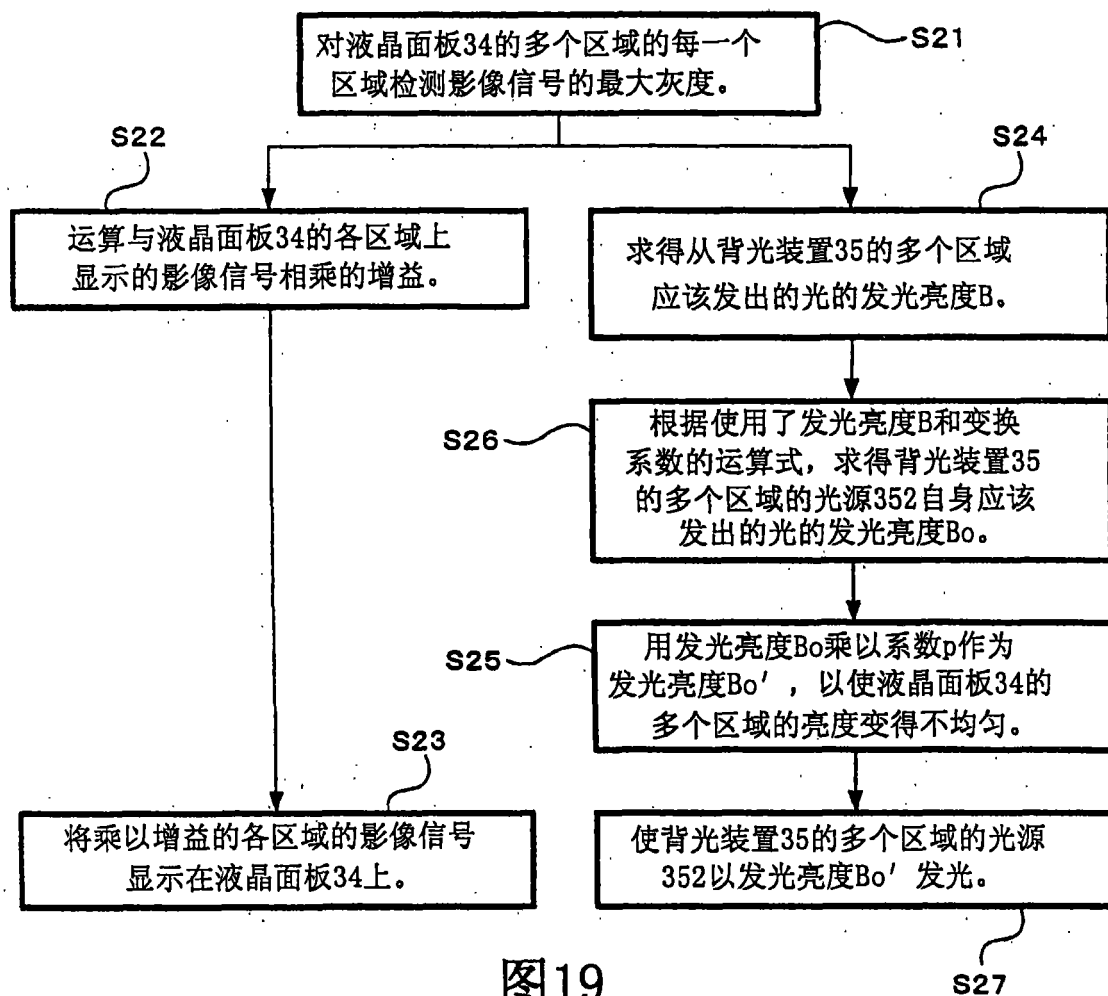 S21
对液晶面板34的多个区域的每一个
区域检测影像信号的最大灰度。
S22
运算与液晶面板34的各区域上
显示的影像信号相乘的增益。
S24
求得从背光装置35的多个区域
应该发出的光的发光亮度B。
S26
根据使用了发光亮度B和变换
系数的运算式，求得背光装置35
的多个区域的光源352自身应该
发出的光的发光亮度Bo。
S25
用发光亮度Bo乘以系数p作为
发光亮度Bo′，以使液晶面板34的
多个区域的亮度变得不均匀。
S23
将乘以增益的各区域的影像信号
显示在液晶面板34上。
使背光装置35的多个区域的光源
352以发光亮度Bo′发光。
S27
图19